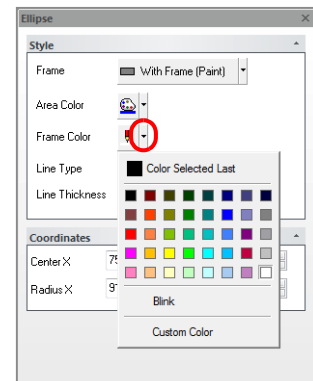 Ellipse
Style
Frame
With Frame (Paint)
Area Color
Frame Color
Line Type
Color Selected Last
Line Thickness
Coordinates
Center X
Radius X
Blink
Custom Color